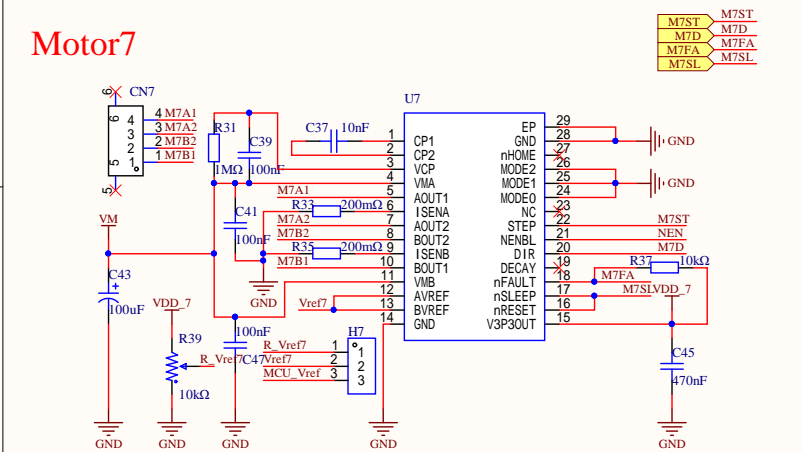 Motor7
M7ST
M7D
M7FA
M7SL
M7ST
M7D
M7FA
M7SL
CN7
6
6
4
3
2
1
5
5
4 M7A1
3 M7A2
2 M7B2
1 M7B1
R31
1MΩ
C39
100nF
C37
10nF
C41
100nF
R33
200mΩ
R35
200mΩ
M7A1
M7A2
M7B2
M7B1
GND
VM
C43
+
100uF
GND
VDD_7
R39
R_Vref7
10kΩ
GND
100nF
C47
GND
Vref7
H7
R_Vref7 1
Vref7 2
MCU_Vref 3
1
2
3
GND
U7
1 CP1
2 CP2
3 VCP
4 VMA
5 AOUT1
6 ISENA
7 AOUT2
8 BOUT2
9 ISENB
10 BOUT1
11 VMB
12 AVREF
13 BVREF
14 GND
EP 29
GND 28
nHOME 27
MODE2 26
MODE1 25
MODE0 24
NC 23
STEP 22
NENBL 21
DIR 20
DECAY 19
nFAULT 18
nSLEEP 17
nRESET 16
V3P3OUT 15
GND
GND
M7ST
NEN
M7D
R37
10kΩ
M7FA
M7SL
VDD_7
C45
470nF
GND